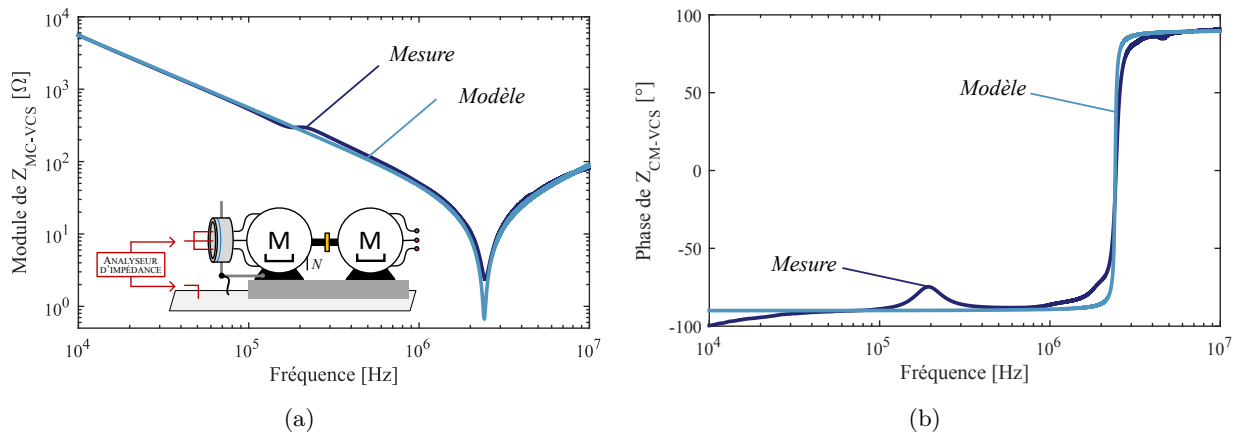 10^4
10^3
10^2
10^1
10^0
Module de Z_MC-VCS [Ω]
Mesure
Modèle
ANALYSEUR
D'IMPÉDANCE
M
M
N
10^4
10^5
10^6
10^7
Fréquence [Hz]
(a)
100
50
0
-50
-100
Phase de Z_CM-VCS [°]
Modèle
Mesure
10^4
10^5
10^6
10^7
Fréquence [Hz]
(b)